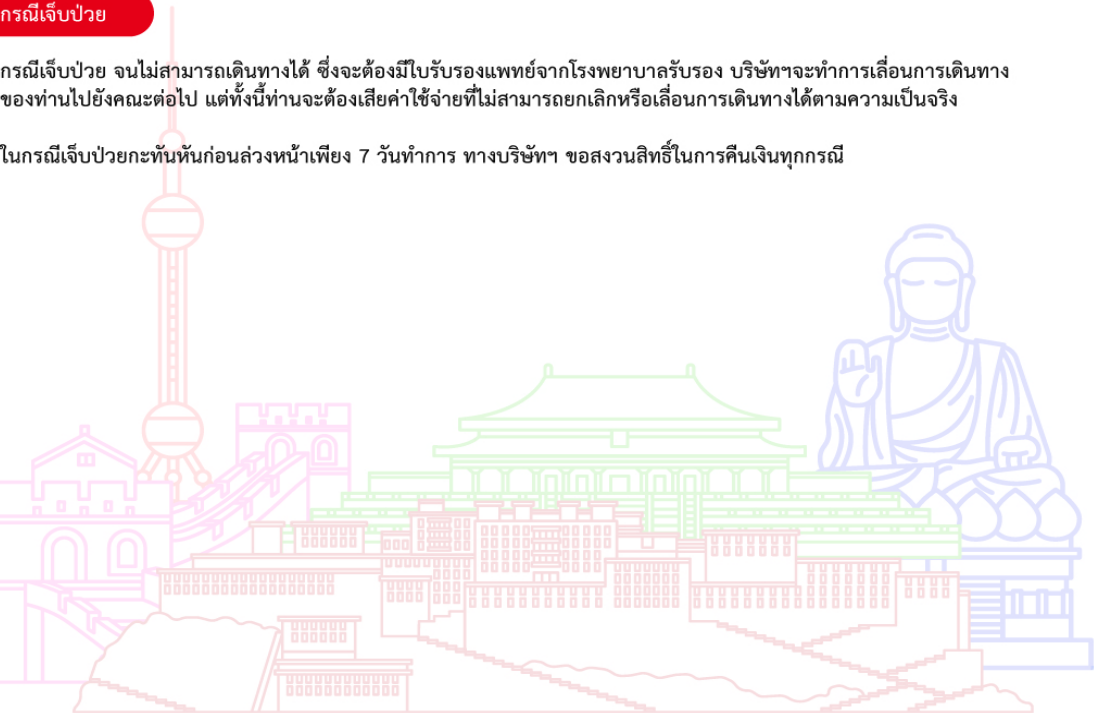 กรณีเจ็บป่วย
กรณีเจ็บป่วย จนไม่สามารถเดินทางได้ ซึ่งจะต้องมีใบรับรองแพทย์จากโรงพยาบาลรับรอง บริษัทฯจะทำการเลื่อนการเดินทาง
ของท่านไปยังคณะต่อไป แต่ทั้งนี้ท่านจะต้องเสียค่าใช้จ่ายที่ไม่สามารถยกเลิกหรือเลื่อนการเดินทางได้ตามความเป็นจริง
ในกรณีเจ็บป่วยกะทันหันก่อนล่วงหน้าเพียง 7 วันทำการ ทางบริษัทฯ ขอสงวนสิทธิ์ในการคืนเงินทุกกรณี